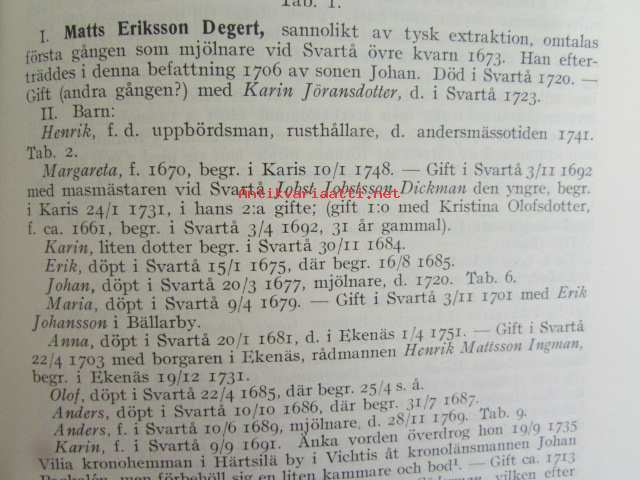 Tab. 1.
I. Matts Eriksson Degert, sannolikt av tysk extraktion, omtalas
första gången som mjölnare vid Svartå övre kvarn 1673. Han efter-
träddes i denna befattning 1706 av sonen Johan. Död i Svartå 1720. —
Gift (andra gången?) med Karin Jöransdotter, d. i Svartå 1723.
II. Barn:
Henrik, f. d. uppbördsman, rusthållare, d. andersmässotiden 1741.
Tab. 2.
Margareta, f. 1670, begr. i Karis 10/1 1748. — Gift i Svartå 3/11 1692
med masmästaren vid Svartå Jobst Jobstsson Dickman den yngre, begr.
i Karis 24/1 1731, i hans 2:a gifte; (gift 1:o med Kristina Olofsdotter,
f. ca. 1661, begr. i Svartå 3/4 1692, 31 år gammal).
Karin, liten dotter begr. i Svartå 30/11 1684.
Erik, döpt i Svartå 15/1 1675, där begr. 16/8 1685.
Johan, döpt i Svartå 20/3 1677, mjölnare, d. 1720. Tab. 6.
Maria, döpt i Svartå 9/4 1679. — Gift i Svartå 3/11 1701 med Erik
Johansson i Bällarby.
Anna, döpt i Svartå 20/1 1681, d. i Ekenäs 1/4 1751. — Gift i Svartå
22/4 1703 med borgaren i Ekenäs, rådmannen Henrik Mattsson Ingman,
begr. i Ekenäs 19/12 1731.
Olof, döpt i Svartå 22/4 1685, där begr. 25/4 s. å.
Anders, döpt i Svartå 10/10 1686, där begr. 31/7 1687.
Anders, f. i Svartå 10/6 1689, mjölnare, d. 28/11 1769. Tab. 9.
Karin, f. i Svartå 9/9 1691. Änka vorden överdrog hon 19/9 1735
Vilia kronohemman i Härtsilä by i Vichtis åt kronolänsmannen Johan
men förbehöll sig en liten kammare och bod¹. — Gift ca. 1713
vilken efter
Antikvariaatti.net